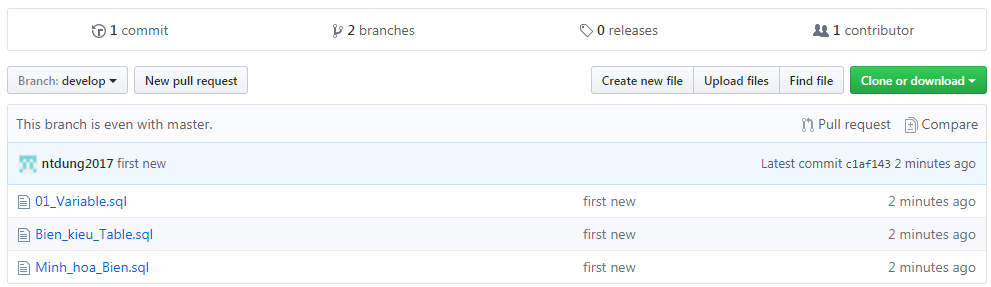 1 commit 2 branches 0 releases 1 contributor
Branch: develop New pull request Create new file Upload files Find file Clone or download
This branch is even with master. Pull request Compare
ntdung2017 first new Latest commit c1af143 2 minutes ago
01_Variable.sql first new 2 minutes ago
Bien_kieu_Table.sql first new 2 minutes ago
Minh_hoa_Bien.sql first new 2 minutes ago